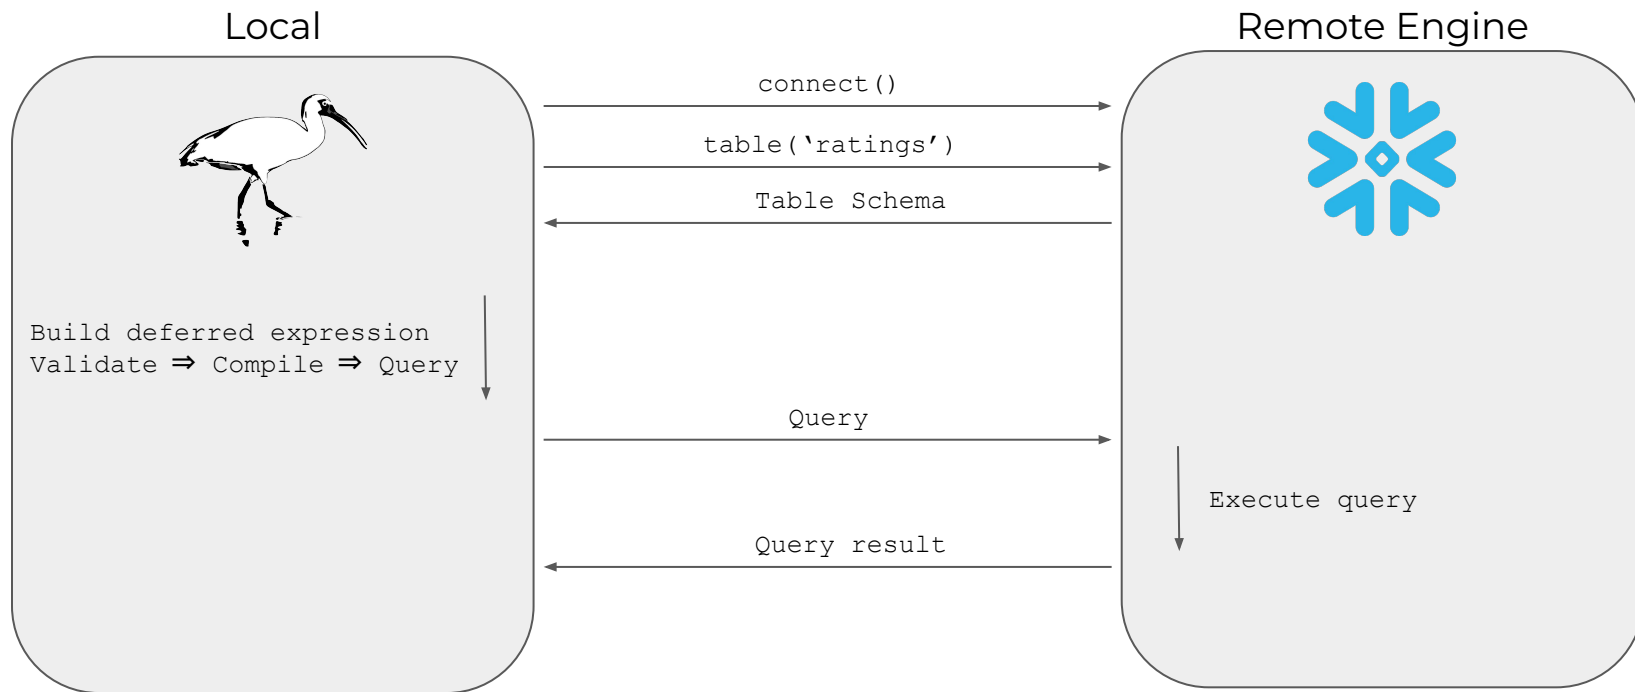 Local
Remote Engine
connect()
table(‘ratings’)
Table Schema
Build deferred expression
Validate ⇒ Compile ⇒ Query
Query
Execute query
Query result